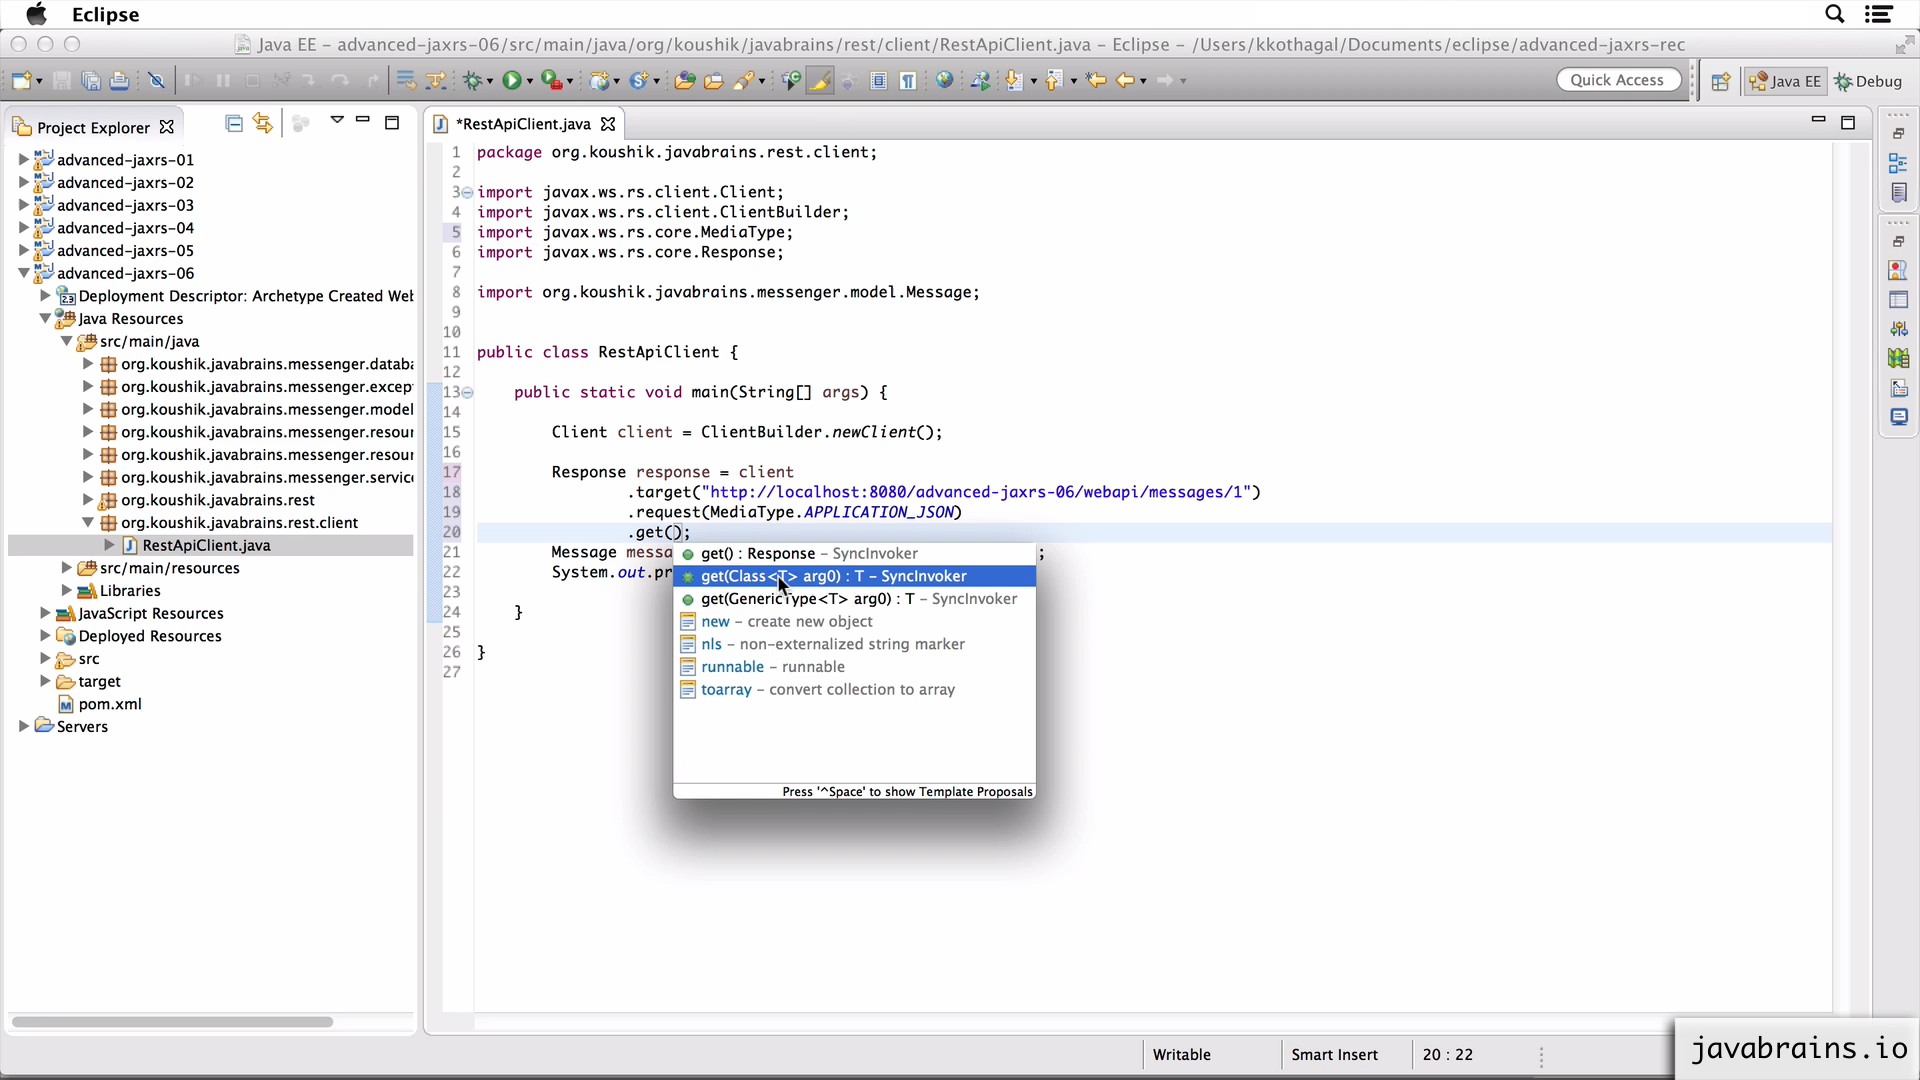 Eclipse
Java EE - advanced-jaxrs-06/src/main/java/org/koushik/javabrains/rest/client/RestApiClient.java - Eclipse - /Users/kkothagal/Documents/eclipse/advanced-jaxrs-rec
Quick Access
Java EE
Debug
Project Explorer
*RestApiClient.java
advanced-jaxrs-01
advanced-jaxrs-02
advanced-jaxrs-03
advanced-jaxrs-04
advanced-jaxrs-05
advanced-jaxrs-06
Deployment Descriptor: Archetype Created Wel
Java Resources
src/main/java
org.koushik.javabrains.messenger.databa
org.koushik.javabrains.messenger.excep
org.koushik.javabrains.messenger.model
org.koushik.javabrains.messenger.resour
org.koushik.javabrains.messenger.resour
org.koushik.javabrains.messenger.service
org.koushik.javabrains.rest
org.koushik.javabrains.rest.client
RestApiClient.java
src/main/resources
Libraries
JavaScript Resources
Deployed Resources
src
target
pom.xml
Servers
1 package org.koushik.javabrains.rest.client;
2
3 import javax.ws.rs.client.Client;
4 import javax.ws.rs.client.ClientBuilder;
5 import javax.ws.rs.core.MediaType;
6 import javax.ws.rs.core.Response;
7
8 import org.koushik.javabrains.messenger.model.Message;
9
10
11 public class RestApiClient {
12
13 public static void main(String[] args) {
14
15 Client client = ClientBuilder.newClient();
16
17 Response response = client
18 .target("http://localhost:8080/advanced-jaxrs-06/webapi/messages/1")
19 .request(MediaType.APPLICATION_JSON)
20 .get();
21 Message messa ;
22 System.out.pr
23
24 }
25
26 }
27
get() : Response - SyncInvoker
get(Class<T> arg0) : T - SyncInvoker
get(GenericType<T> arg0) : T - SyncInvoker
new - create new object
nls - non-externalized string marker
runnable - runnable
toarray - convert collection to array
Press '^Space' to show Template Proposals
Writable
Smart Insert
20 : 22
javabrains.io